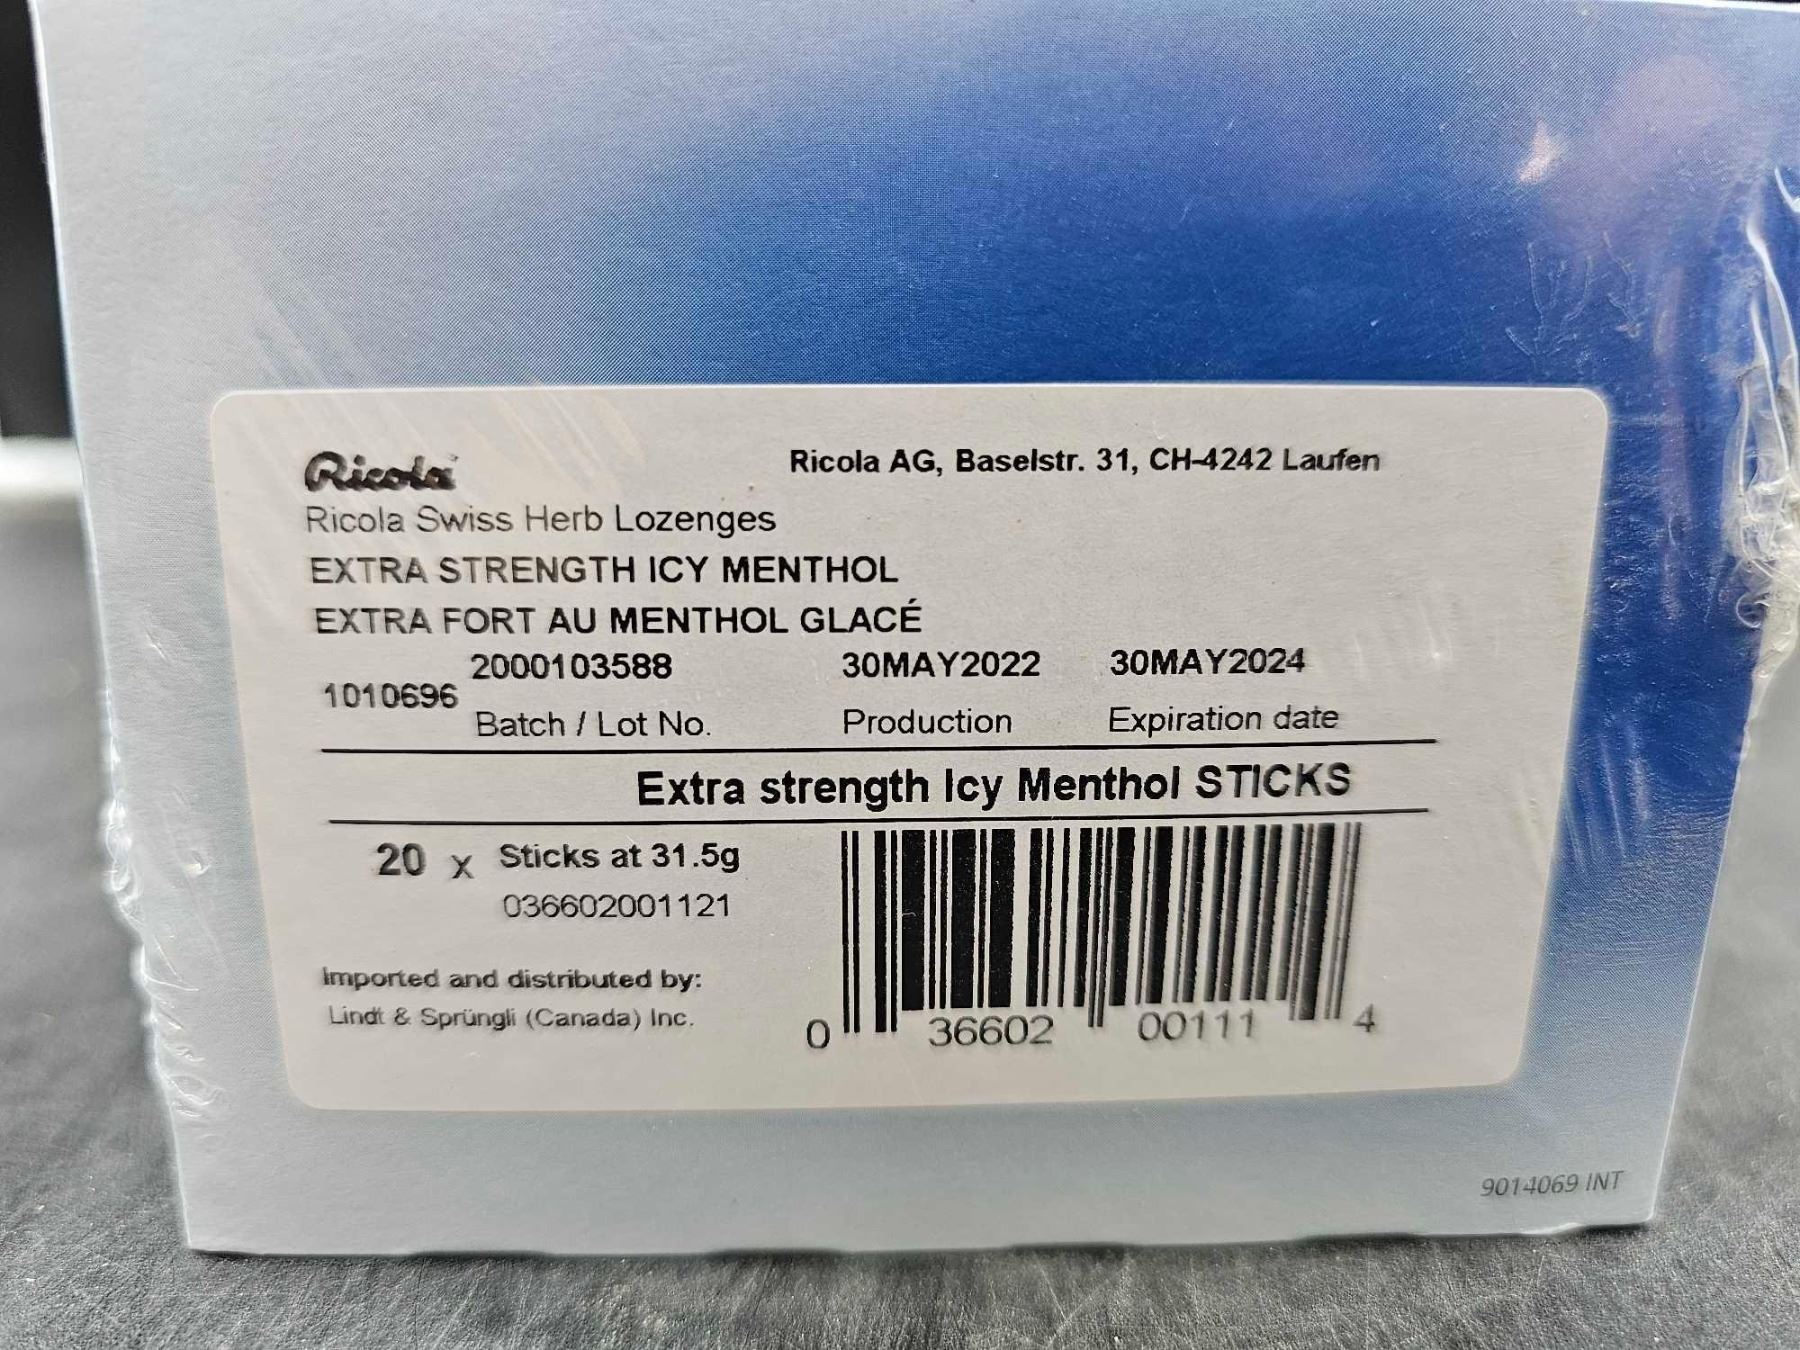 Ricola
Ricola AG, Baselstr. 31, CH-4242 Laufen
Ricola Swiss Herb Lozenges
EXTRA STRENGTH ICY MENTHOL
EXTRA FORT AU MENTHOL GLACÉ
1010696
2000103588 30MAY2022 30MAY2024
Batch / Lot No. Production Expiration date
Extra strength Icy Menthol STICKS
20 x Sticks at 31.5g
036602001121
Imported and distributed by:
Lindt & Sprüngli (Canada) Inc.
0 36602 00111 4
9014069 INT